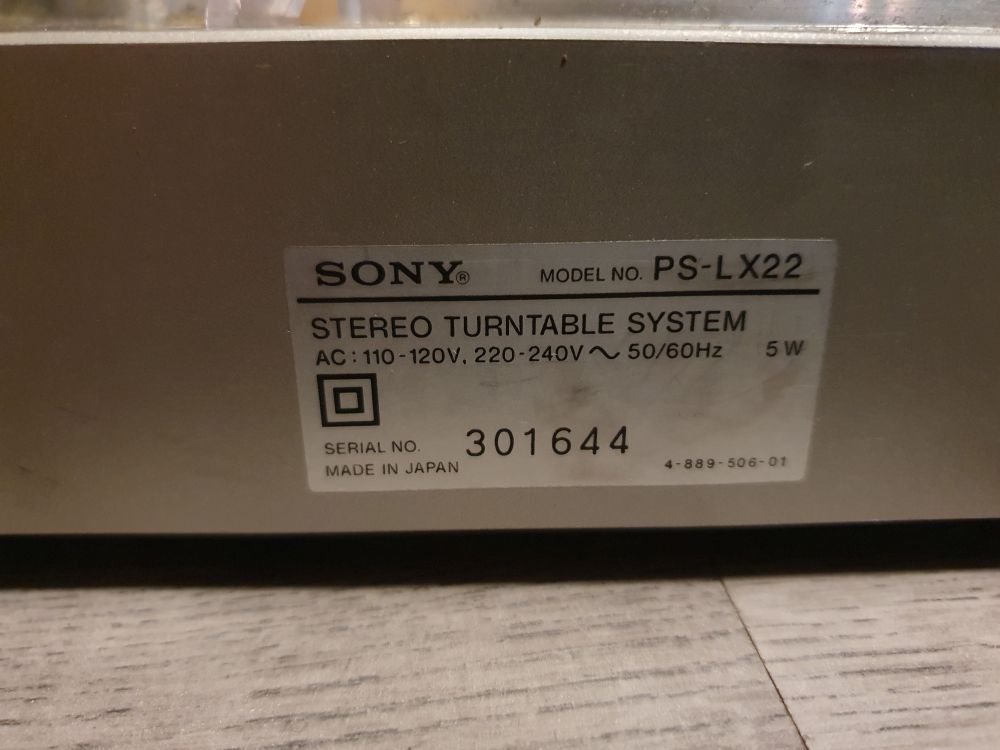 SONY® MODEL NO. PS-LX22
STEREO TURNTABLE SYSTEM
AC: 110-120V, 220-240V ~ 50/60Hz 5W
SERIAL NO. 301644
MADE IN JAPAN 4-889-506-01